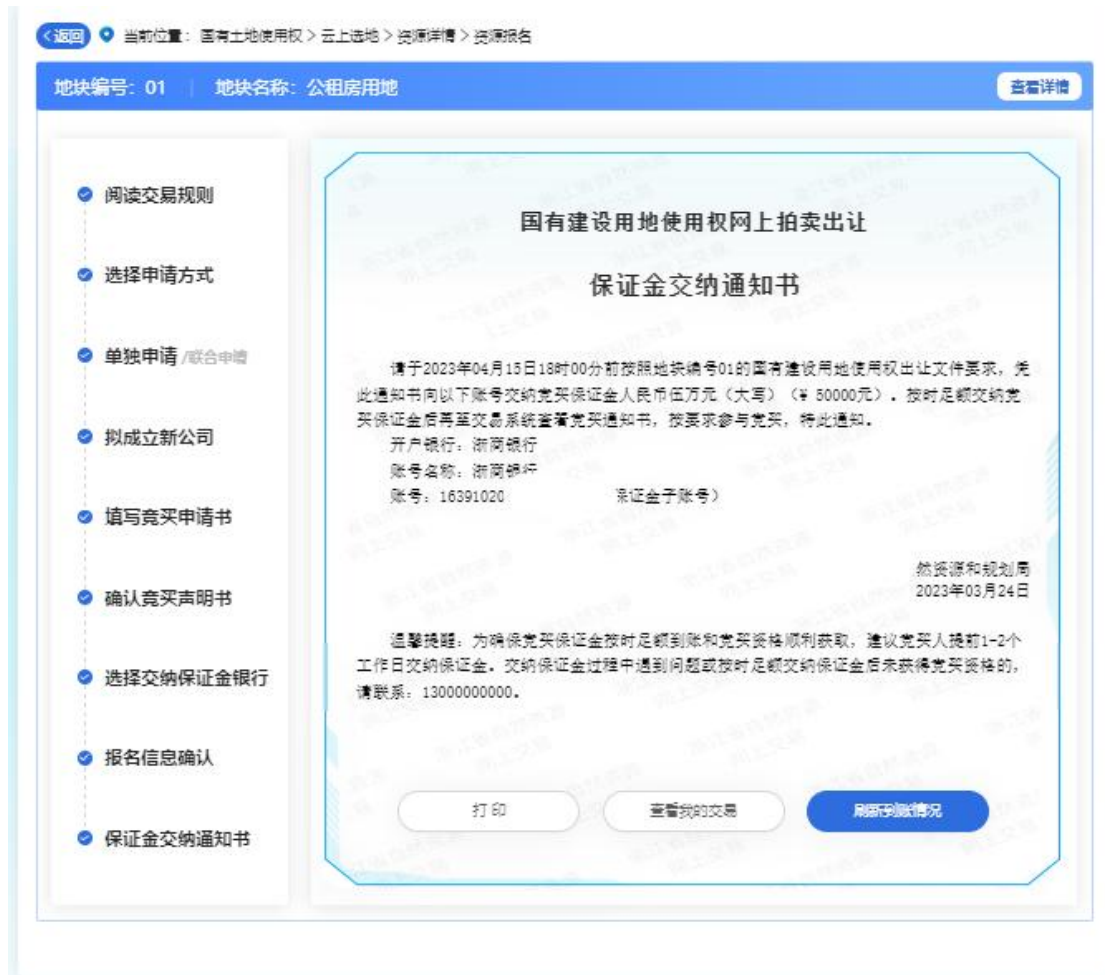 返回 当前位置：国有土地使用权 > 云上选地 > 资源详情 > 资源报名
地块编号：01 | 地块名称：公租房用地 查看详情
阅读交易规则
选择申请方式
单独申请 /联合申请
拟成立新公司
填写竞买申请书
确认竞买声明书
选择交纳保证金银行
报名信息确认
保证金交纳通知书
国有建设用地使用权网上拍卖出让
保证金交纳通知书
请于2023年04月15日18时00分前按照地块编号01的国有建设用地使用权出让文件要求，凭
此通知书向以下账号交纳竞买保证金人民币伍万元（大写）（￥ 50000元）。按时足额交纳竞
买保证金后再至交易系统查看竞买通知书，按要求参与竞买，特此通知。
开户银行：浙商银行
账号名称：浙商银行
账号：16391020 保证金子账号）
然资源和规划局
2023年03月24日
温馨提醒：为确保竞买保证金按时足额到账和竞买资格顺利获取，建议竞买人提前1-2个
工作日交纳保证金。交纳保证金过程中遇到问题或按时足额交纳保证金后未获得竞买资格的，
请联系：13000000000。
打印 查看我的交易 刷新到账情况